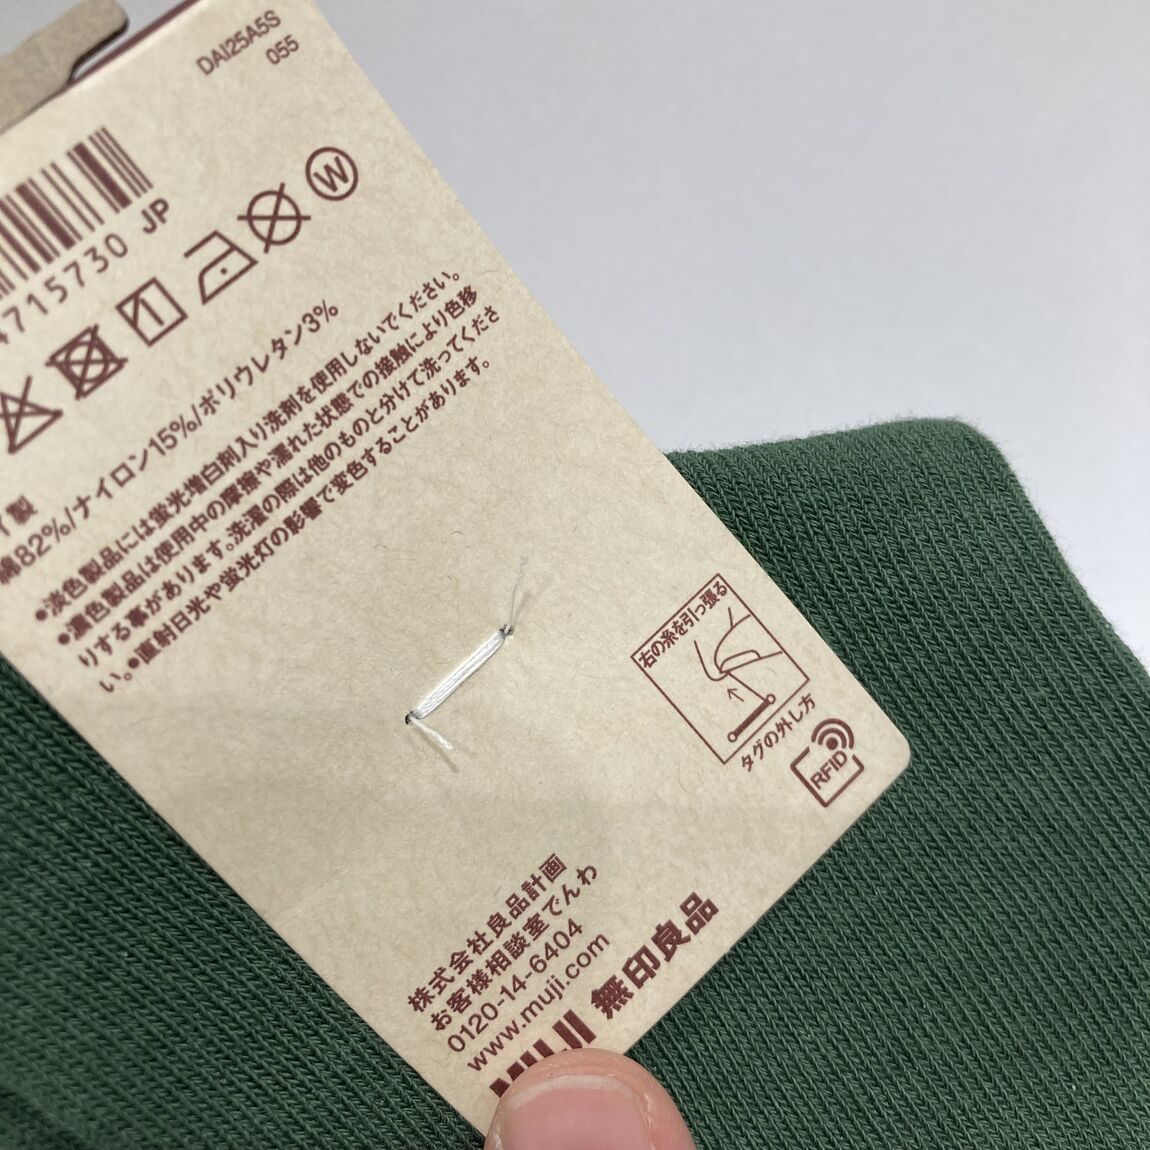 DAI25A5S
055
4715730 JP
W
イ製
綿82%/ナイロン15%/ポリウレタン3%
●淡色製品には蛍光増白剤入り洗剤を使用しないでください。
●濃色製品は使用中の摩擦や濡れた状態での接触により色移
りする事があります。洗濯の際は他のものと分けて洗ってくださ
い。●直射日光や蛍光灯の影響で変色することがあります。
右の糸を引っ張る
タグの外し方
RFID
株式会社良品計画
お客様相談室でんわ
0120-14-6404
www.muji.com
MUJI 無印良品